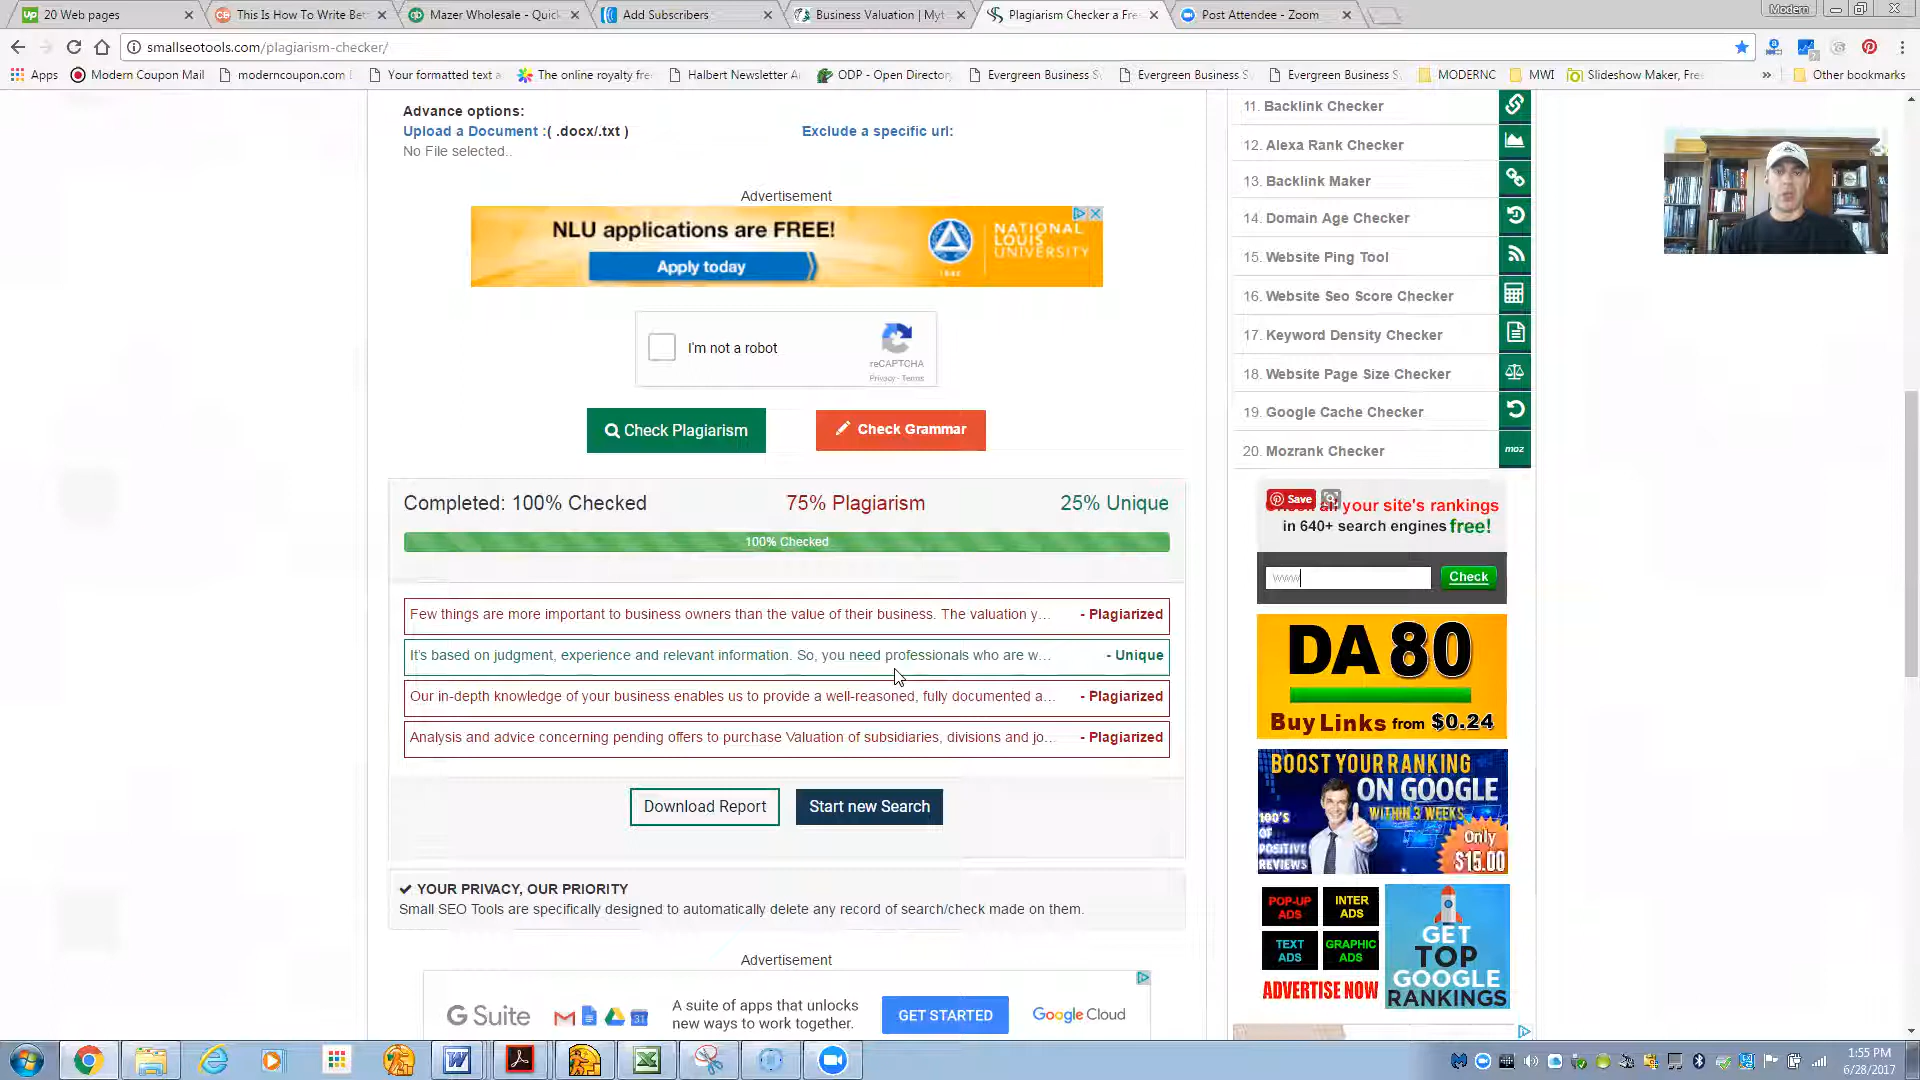 20 Web pages
This Is How To Write Bet
Mazer Wholesale - Quick
Add Subscribers
Business Valuation | Myt
Plagiarism Checker a Fre
Post Attendee - Zoom
Modern
smallseotools.com/plagiarism-checker/
Apps
Modern Coupon Mail
moderncoupon.com
Your formatted text a
The online royalty fre
Halbert Newsletter A
ODP - Open Director
Evergreen Business S
Evergreen Business S
Evergreen Business S
MODERNC
MWI
Slideshow Maker, Fre
»
Other bookmarks
Advance options:
Upload a Document :( .docx/.txt )
Exclude a specific url:
No File selected..
Advertisement
NLU applications are FREE!
Apply today
NATIONAL
LOUIS
UNIVERSITY
I'm not a robot
reCAPTCHA
Privacy - Terms
Check Plagiarism
Check Grammar
Completed: 100% Checked
75% Plagiarism
25% Unique
100% Checked
Few things are more important to business owners than the value of their business. The valuation y...
- Plagiarized
It's based on judgment, experience and relevant information. So, you need professionals who are w...
- Unique
Our in-depth knowledge of your business enables us to provide a well-reasoned, fully documented a...
- Plagiarized
Analysis and advice concerning pending offers to purchase Valuation of subsidiaries, divisions and jo...
- Plagiarized
Download Report
Start new Search
YOUR PRIVACY, OUR PRIORITY
Small SEO Tools are specifically designed to automatically delete any record of search/check made on them.
Advertisement
G Suite
A suite of apps that unlocks
new ways to work together.
GET STARTED
Google Cloud
11. Backlink Checker
12. Alexa Rank Checker
13. Backlink Maker
14. Domain Age Checker
15. Website Ping Tool
16. Website Seo Score Checker
17. Keyword Density Checker
18. Website Page Size Checker
19. Google Cache Checker
20. Mozrank Checker
moz
Save
all your site's rankings
in 640+ search engines free!
www
Check
DA 80
Buy Links from $0.24
BOOST YOUR RANKING
ON GOOGLE
WITHIN 3 WEEKS
100'S
OF
POSITIVE
REVIEWS
Only
$15.00
POP-UP
ADS
INTER
ADS
TEXT
ADS
GRAPHIC
ADS
ADVERTISE NOW
GET
TOP
GOOGLE
RANKINGS
1:55 PM
6/28/2017